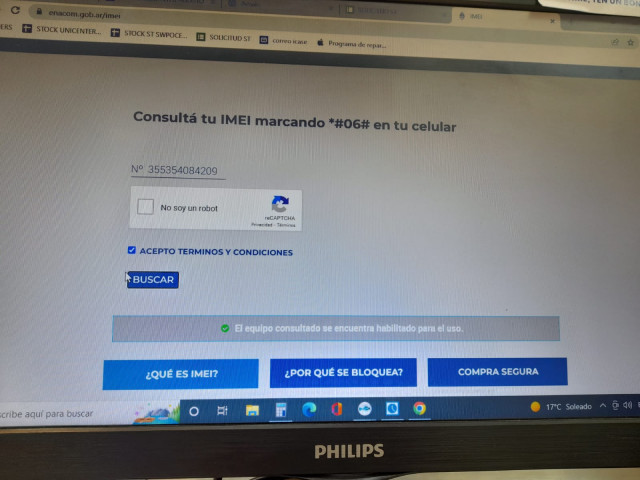 enacom.gob.ar/imei
IMEI
ERS
STOCK UNICENTER...
STOCK ST SWPOCE...
SOLICITUD ST
correo icase
Programa de repar...
Consultá tu IMEI marcando *#06# en tu celular
Nº 355354084209
No soy un robot
reCAPTCHA
Privacidad - Términos
ACEPTO TERMINOS Y CONDICIONES
BUSCAR
El equipo consultado se encuentra habilitado para el uso.
¿QUÉ ES IMEI?
¿POR QUÉ SE BLOQUEA?
COMPRA SEGURA
scribe aquí para buscar
17°C Soleado
PHILIPS